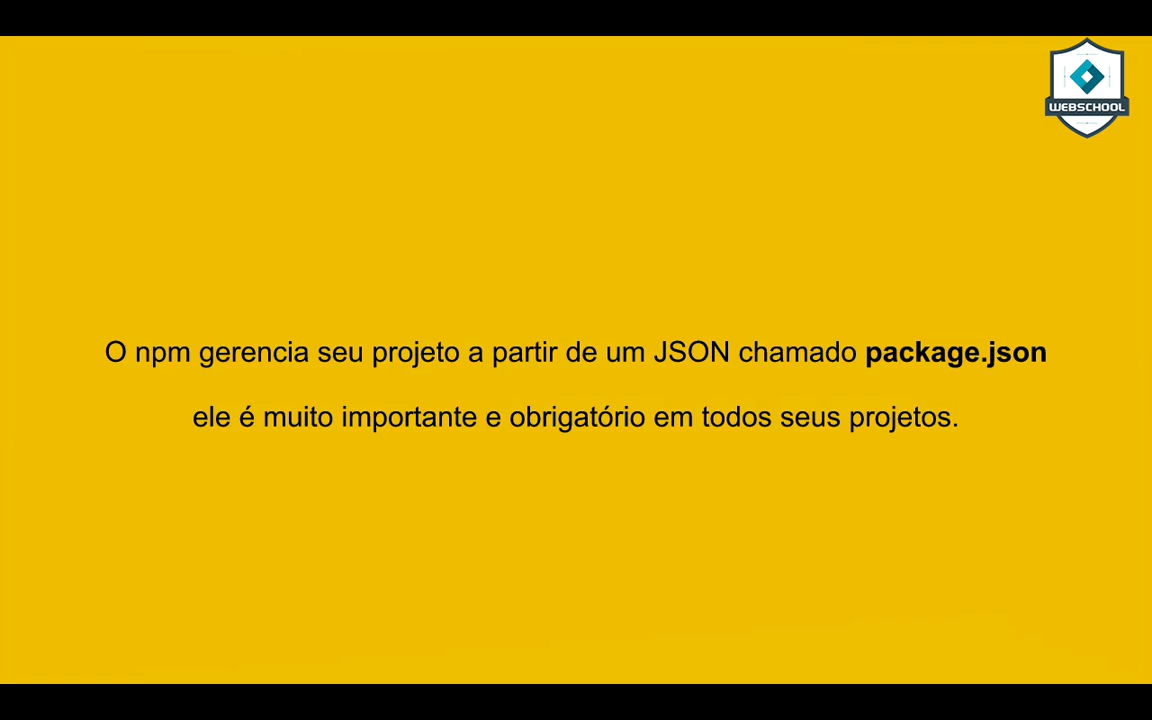 WEBSCHOOL
O npm gerencia seu projeto a partir de um JSON chamado package.json
ele é muito importante e obrigatório em todos seus projetos.